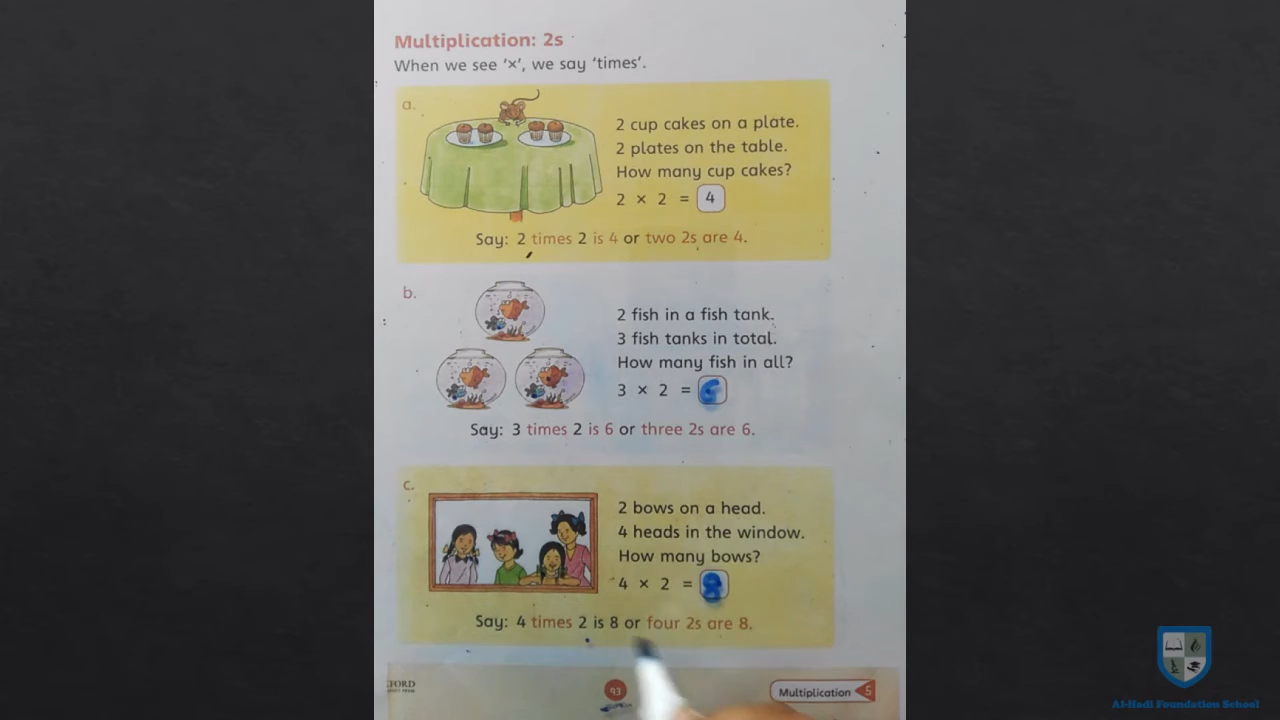 Multiplication: 2s
When we see ‘×’, we say ‘times’.
a.
2 cup cakes on a plate.
2 plates on the table.
How many cup cakes?
2 × 2 = 4
Say: 2 times 2 is 4 or two 2s are 4.
b.
2 fish in a fish tank.
3 fish tanks in total.
How many fish in all?
3 × 2 = 6
Say: 3 times 2 is 6 or three 2s are 6.
c.
2 bows on a head.
4 heads in the window.
How many bows?
4 × 2 = 8
Say: 4 times 2 is 8 or four 2s are 8.
93
Multiplication 5
Al-Hadi Foundation School